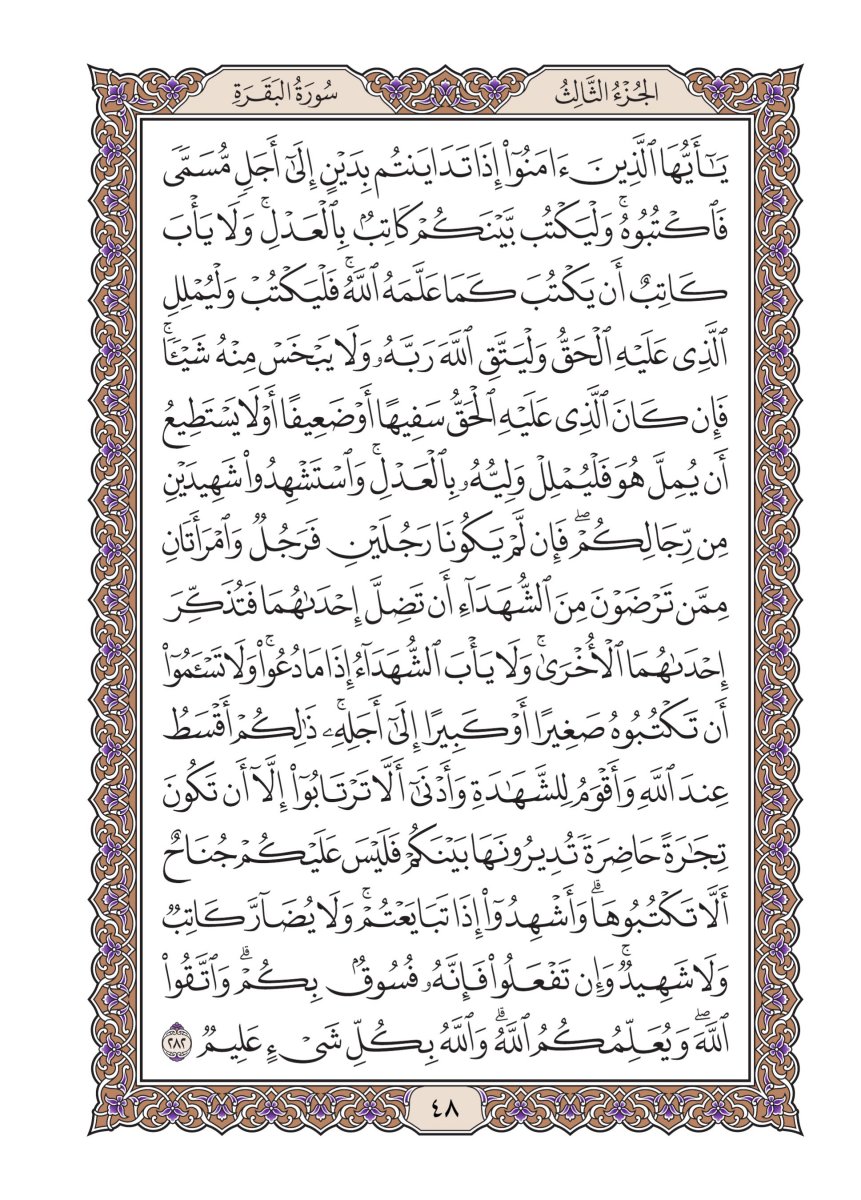 الجُزْءُ الثَّالِثُ
سُورَةُ البَقَرَةِ
يَـٰٓأَيُّهَا ٱلَّذِينَ ءَامَنُوٓا۟ إِذَا تَدَايَنتُم بِدَيْنٍ إِلَىٰٓ أَجَلٍ مُّسَمًّى
فَٱكْتُبُوهُ ۚ وَلْيَكْتُب بَّيْنَكُمْ كَاتِبٌۢ بِٱلْعَدْلِ ۚ وَلَا يَأْبَ
كَاتِبٌ أَن يَكْتُبَ كَمَا عَلَّمَهُ ٱللَّهُ ۚ فَلْيَكْتُبْ وَلْيُمْلِلِ
ٱلَّذِى عَلَيْهِ ٱلْحَقُّ وَلْيَتَّقِ ٱللَّهَ رَبَّهُۥ وَلَا يَبْخَسْ مِنْهُ شَيْـًٔا ۚ
فَإِن كَانَ ٱلَّذِى عَلَيْهِ ٱلْحَقُّ سَفِيهًا أَوْ ضَعِيفًا أَوْ لَا يَسْتَطِيعُ
أَن يُمِلَّ هُوَ فَلْيُمْلِلْ وَلِيُّهُۥ بِٱلْعَدْلِ ۚ وَٱسْتَشْهِدُوا۟ شَهِيدَيْنِ
مِن رِّجَالِكُمْ ۖ فَإِن لَّمْ يَكُونَا رَجُلَيْنِ فَرَجُلٌ وَٱمْرَأَتَانِ
مِمَّن تَرْضَوْنَ مِنَ ٱلشُّهَدَآءِ أَن تَضِلَّ إِحْدَىٰهُمَا فَتُذَكِّرَ
إِحْدَىٰهُمَا ٱلْأُخْرَىٰ ۚ وَلَا يَأْبَ ٱلشُّهَدَآءُ إِذَا مَا دُعُوا۟ ۚ وَلَا تَسْـَٔمُوٓا۟
أَن تَكْتُبُوهُ صَغِيرًا أَوْ كَبِيرًا إِلَىٰٓ أَجَلِهِۦ ۚ ذَٰلِكُمْ أَقْسَطُ
عِندَ ٱللَّهِ وَأَقْوَمُ لِلشَّهَـٰدَةِ وَأَدْنَىٰٓ أَلَّا تَرْتَابُوٓا۟ إِلَّآ أَن تَكُونَ
تِجَـٰرَةً حَاضِرَةً تُدِيرُونَهَا بَيْنَكُمْ فَلَيْسَ عَلَيْكُمْ جُنَاحٌ
أَلَّا تَكْتُبُوهَا ۗ وَأَشْهِدُوٓا۟ إِذَا تَبَايَعْتُمْ ۚ وَلَا يُضَآرَّ كَاتِبٌ
وَلَا شَهِيدٌ ۚ وَإِن تَفْعَلُوا۟ فَإِنَّهُۥ فُسُوقٌۢ بِكُمْ ۗ وَٱتَّقُوا۟
ٱللَّهَ ۖ وَيُعَلِّمُكُمُ ٱللَّهُ ۗ وَٱللَّهُ بِكُلِّ شَىْءٍ عَلِيمٌ ٢٨٢
٤٨